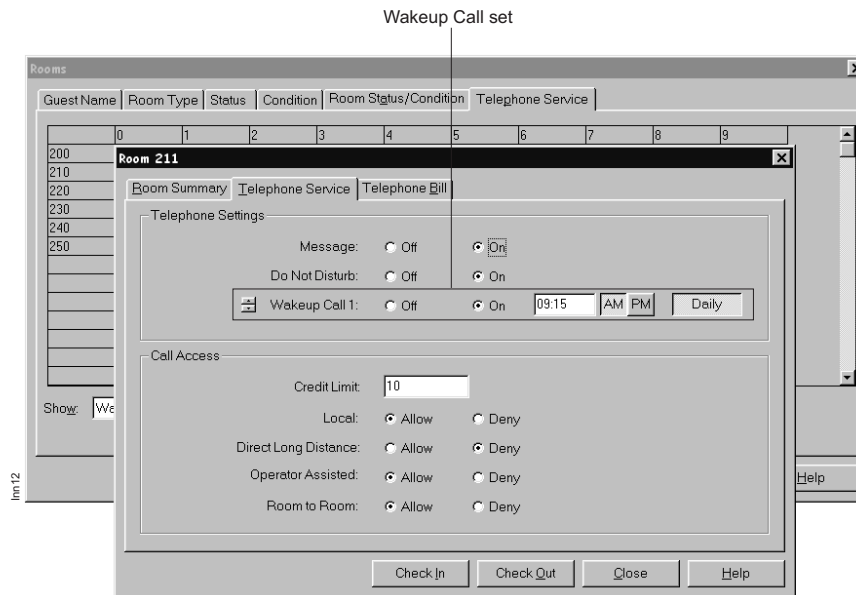 Wakeup Call set
Rooms
Guest Name Room Type Status Condition Room Status/Condition Telephone Service
0 1 2 3 4 5 6 7 8 9
200
210
220
230
240
250
Show: Wa
Help
Inn12
Room 211
Room Summary Telephone Service Telephone Bill
Telephone Settings
Message: Off On
Do Not Disturb: Off On
Wakeup Call 1: Off On 09:15 AM PM Daily
Call Access
Credit Limit: 10
Local: Allow Deny
Direct Long Distance: Allow Deny
Operator Assisted: Allow Deny
Room to Room: Allow Deny
Check In Check Out Close Help